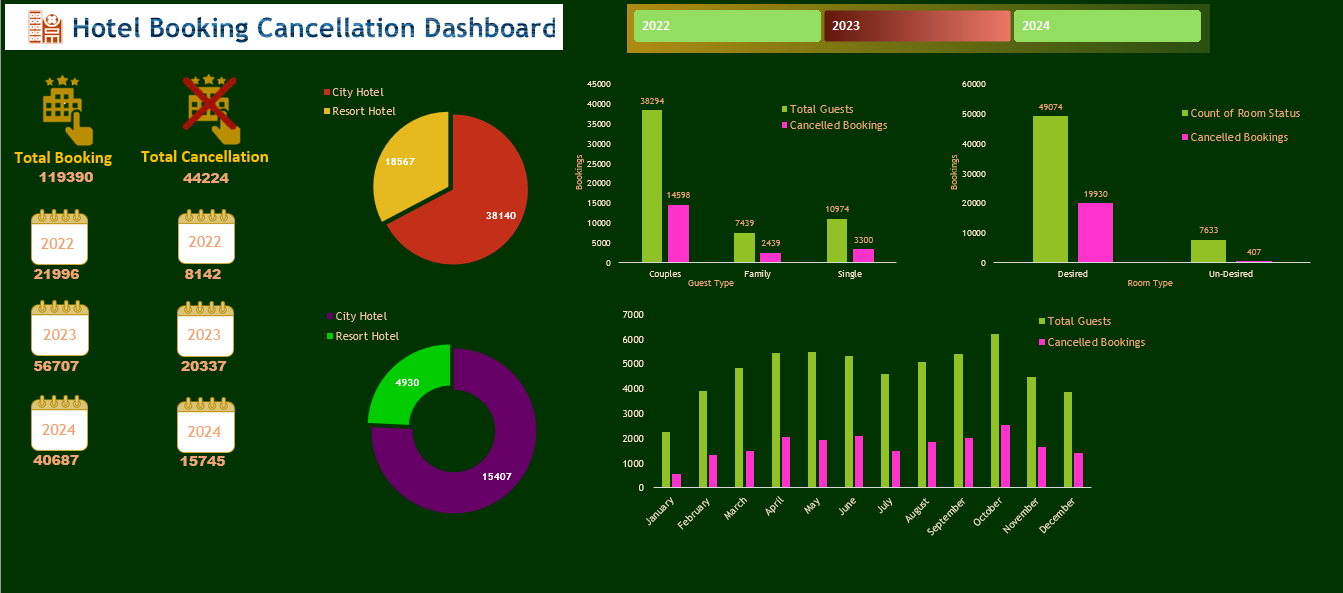 Hotel Booking Cancellation Dashboard
2022
2023
2024
Total Booking
119390
Total Cancellation
44224
2022
21996
2022
8142
2023
56707
2023
20337
2024
40687
2024
15745
City Hotel
Resort Hotel
18567
38140
City Hotel
Resort Hotel
4930
15407
45000
40000
35000
30000
25000
20000
15000
10000
5000
0
Bookings
38294
14598
7439
2439
10974
3300
Couples
Family
Single
Guest Type
Total Guests
Cancelled Bookings
60000
50000
40000
30000
20000
10000
0
Bookings
49074
19930
7633
407
Desired
Un-Desired
Room Type
Count of Room Status
Cancelled Bookings
7000
6000
5000
4000
3000
2000
1000
0
January
February
March
April
May
June
July
August
September
October
November
December
Total Guests
Cancelled Bookings